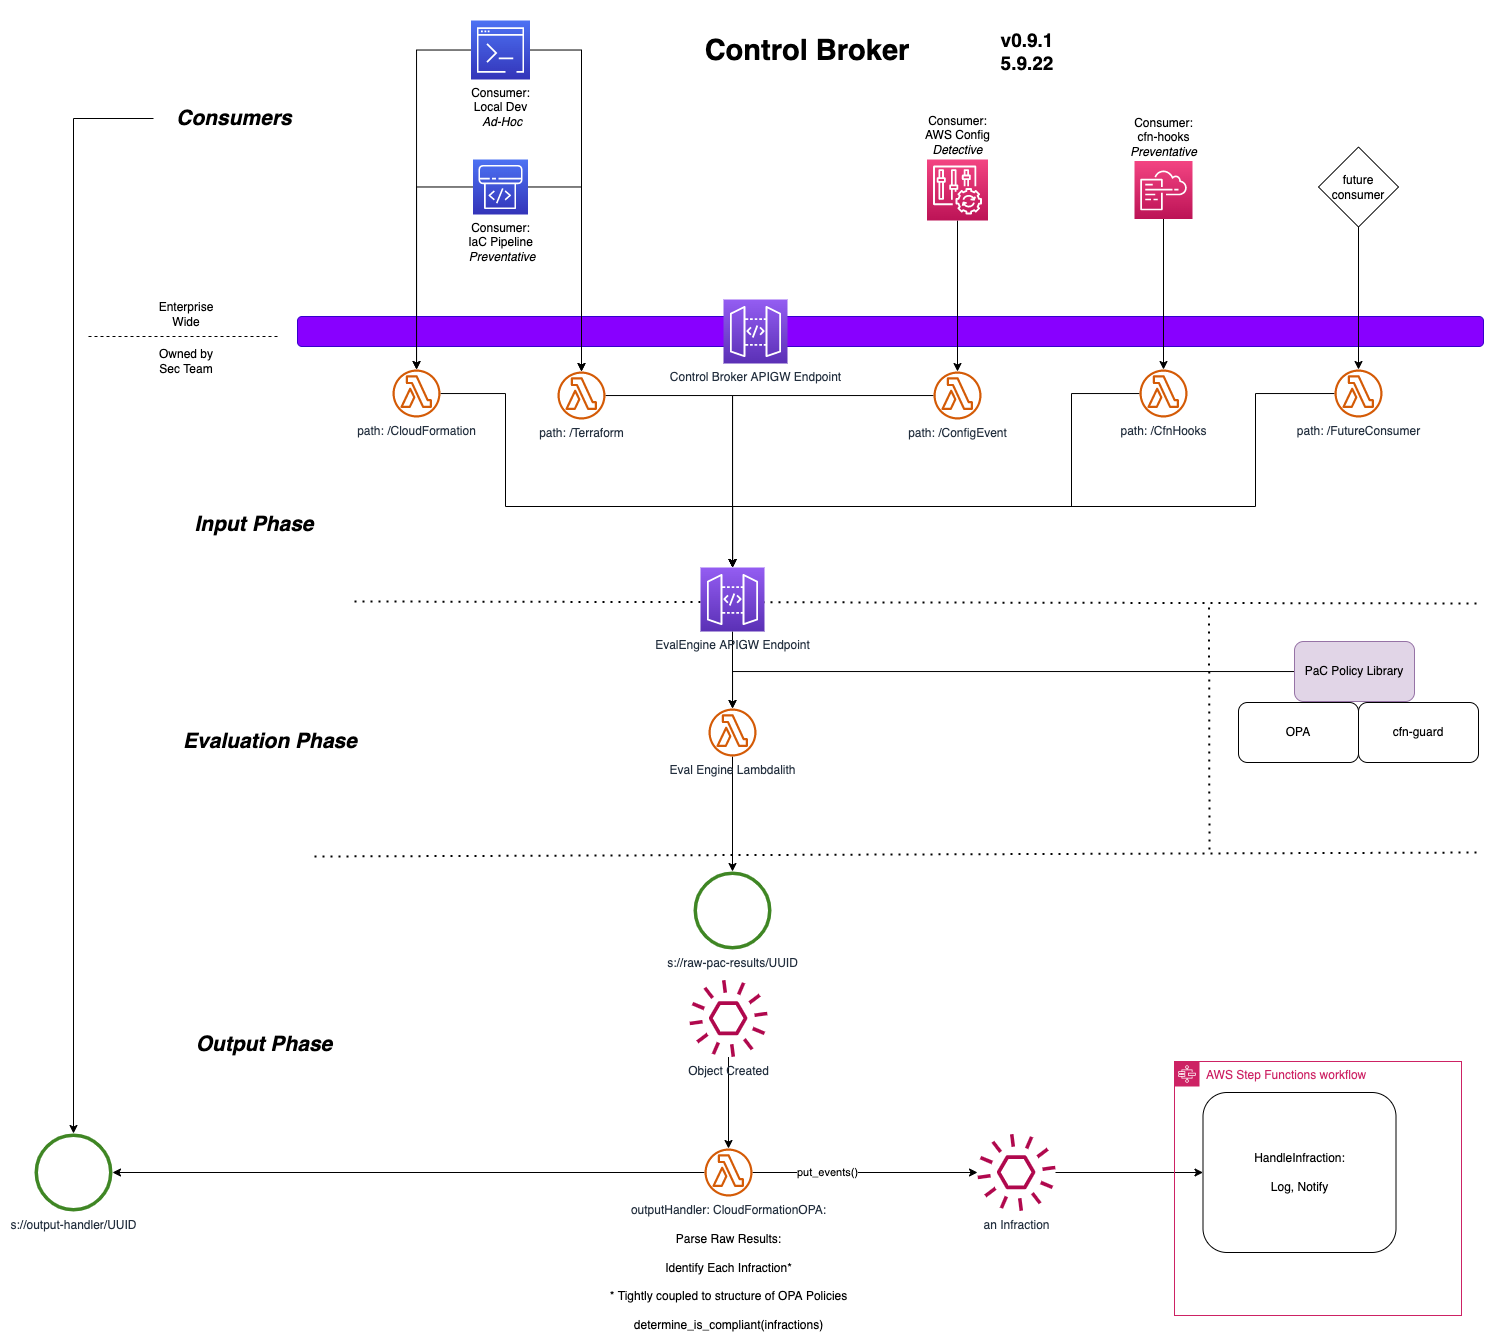 Control Broker
v0.9.1
5.9.22
Consumers
Consumer:
Local Dev
Ad-Hoc
Consumer:
IaC Pipeline
Preventative
Consumer:
AWS Config
Detective
Consumer:
cfn-hooks
Preventative
future
consumer
Enterprise
Wide
Owned by
Sec Team
Control Broker APIGW Endpoint
path: /CloudFormation
path: /Terraform
path: /ConfigEvent
path: /CfnHooks
path: /FutureConsumer
Input Phase
EvalEngine APIGW Endpoint
PaC Policy Library
OPA
cfn-guard
Evaluation Phase
Eval Engine Lambdalith
s://raw-pac-results/UUID
Output Phase
Object Created
AWS Step Functions workflow
HandleInfraction:
Log, Notify
put_events()
s://output-handler/UUID
outputHandler: CloudFormationOPA:
an Infraction
Parse Raw Results:
Identify Each Infraction*
* Tightly coupled to structure of OPA Policies
determine_is_compliant(infractions)